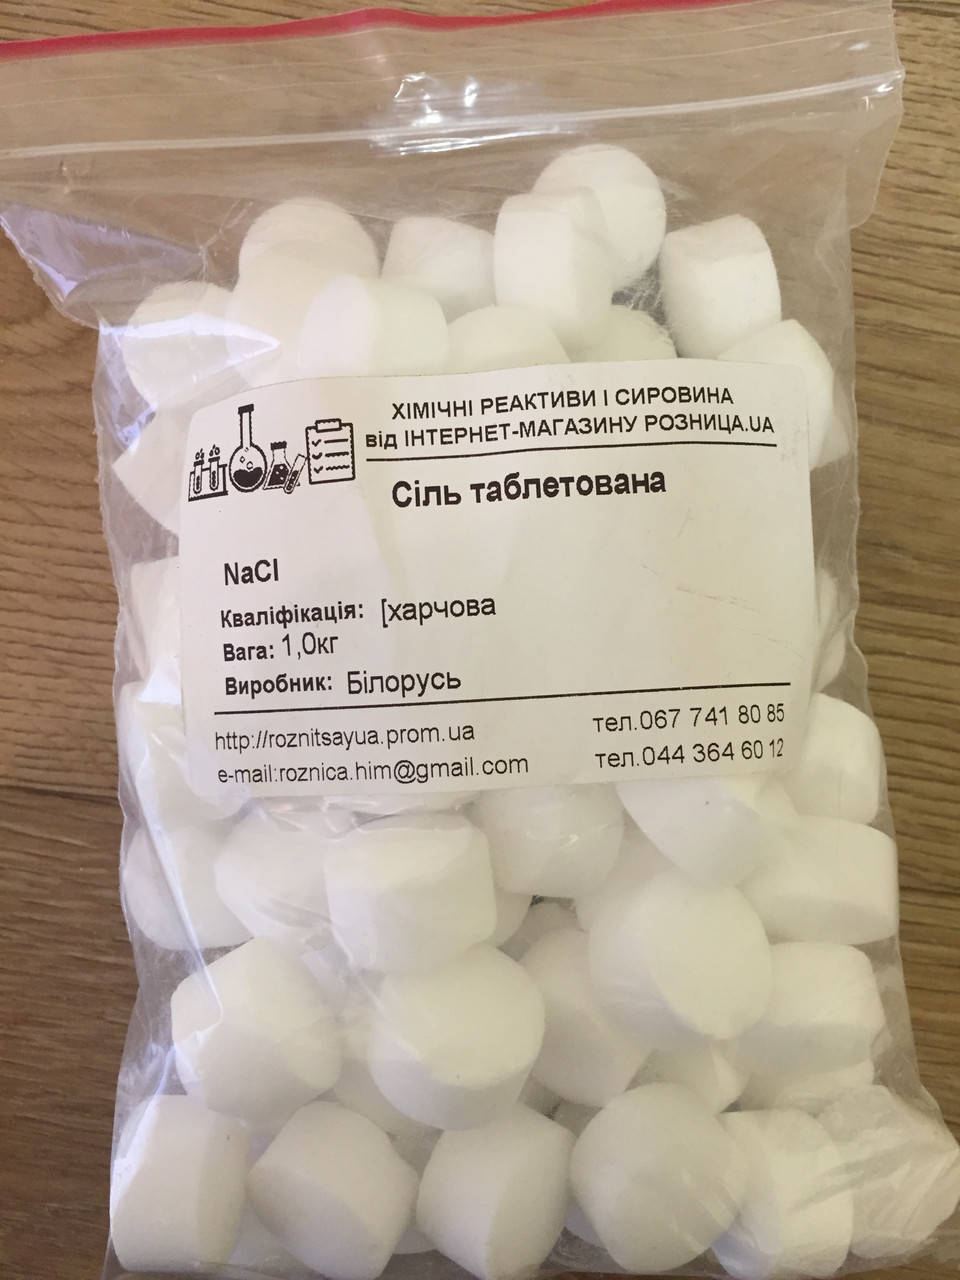 ХІМІЧНІ РЕАКТИВИ І СИРОВИНА
від ІНТЕРНЕТ-МАГАЗИНУ РОЗНИЦА.UA
Сіль таблетована
NaCl
Кваліфікація: [харчова
Вага: 1,0кг
Виробник: Білорусь
http://roznitsayua.prom.ua тел.067 741 80 85
e-mail:roznica.him@gmail.com тел.044 364 60 12